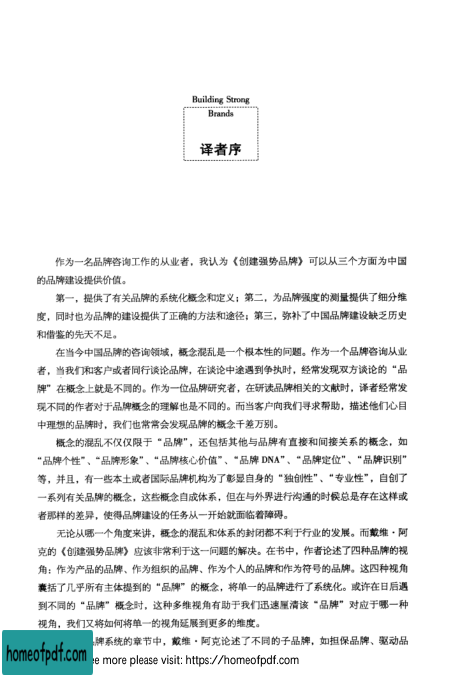 Building Strong
Brands
译者序
作为一名品牌咨询工作的从业者，我认为《创建强势品牌》可以从三个方面为中国
的品牌建设提供价值。
第一，提供了有关品牌的系统化概念和定义；第二，为品牌强度的测量提供了细分维
度，同时也为品牌的建设提供了正确的方法和途径；第三，弥补了中国品牌建设缺乏历史
和借鉴的先天不足。
在当今中国品牌的咨询领域，概念混乱是一个根本性的问题。作为一个品牌咨询从业
者，当我们和客户或者同行谈论品牌，在谈论中途遇到争执时，经常发现双方谈论的“品
牌”在概念上就是不同的。作为一位品牌研究者，在研读品牌相关的文献时，译者经常发
现不同的作者对于品牌概念的理解也是不同的。而当客户向我们寻求帮助，描述他们心目
中理想的品牌时，我们也常常会发现品牌的概念千差万别。
概念的混乱不仅仅限于“品牌”，还包括其他与品牌有直接和间接关系的概念，如
“品牌个性”、“品牌形象”、“品牌核心价值”、“品牌 DNA”、“品牌定位”、“品牌识别”
等，并且，有一些本土或者国际品牌机构为了彰显自身的“独创性”、“专业性”，自创了
一系列有关品牌的概念，这些概念自成体系，但在与外界进行沟通的时候总是存在这样或
者那样的差异，使得品牌建设的任务从一开始就面临着障碍。
无论从哪一个角度来讲，概念的混乱和体系的封闭都不利于行业的发展。而戴维·阿
克的《创建强势品牌》应该非常利于这一问题的解决。在书中，作者论述了四种品牌的视
角：作为产品的品牌、作为组织的品牌、作为个人的品牌和作为符号的品牌。这四种视角
囊括了几乎所有主体提到的“品牌”的概念，将单一的品牌进行了系统化。或许在日后遇
到不同的“品牌”概念时，这种多维视角有助于我们迅速厘清该“品牌”对应于哪一种
视角，我们又将如何将单一的视角延展到更多的维度。
品牌系统的章节中，戴维·阿克论述了不同的子品牌，如担保品牌、驱动品
homeofpdf.com
ee more please visit: https://homeofpdf.com